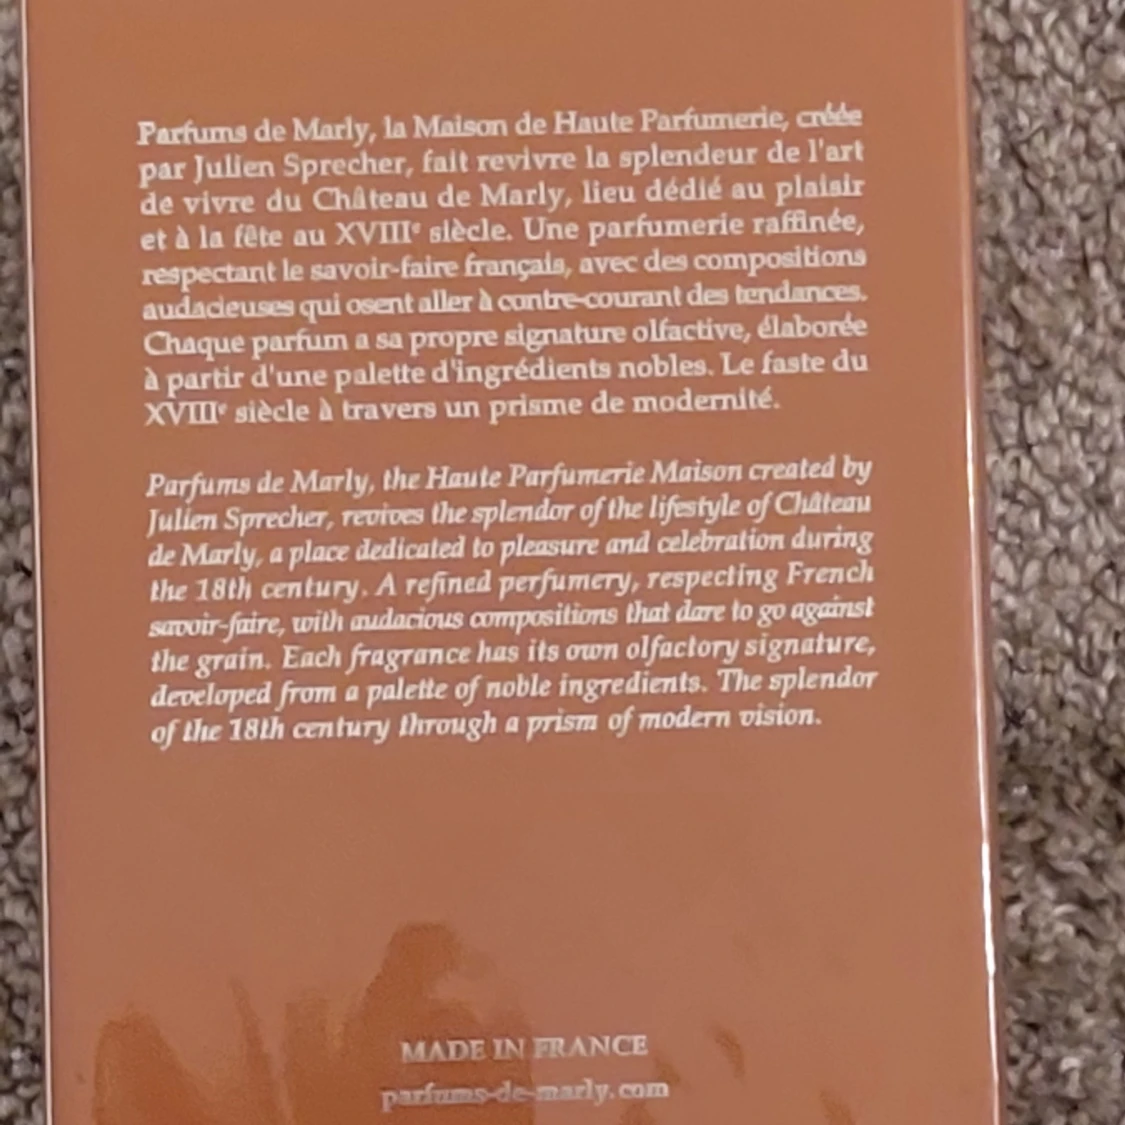 Parfums de Marly, la Maison de Haute Parfumerie, créée
par Julien Sprecher, fait revivre la splendeur de l'art
de vivre du Château de Marly, lieu dédié au plaisir
et à la fête au XVIIIe siècle. Une parfumerie raffinée,
respectant le savoir-faire français, avec des compositions
audacieuses qui osent aller à contre-courant des tendances.
Chaque parfum a sa propre signature olfactive, élaborée
à partir d'une palette d'ingrédients nobles. Le faste du
XVIIIe siècle à travers un prisme de modernité.
Parfums de Marly, the Haute Parfumerie Maison created by
Julien Sprecher, revives the splendor of the lifestyle of Château
de Marly, a place dedicated to pleasure and celebration during
the 18th century. A refined perfumery, respecting French
savoir-faire, with audacious compositions that dare to go against
the grain. Each fragrance has its own olfactory signature,
developed from a palette of noble ingredients. The splendor
of the 18th century through a prism of modern vision.
MADE IN FRANCE
parfums-de-marly.com